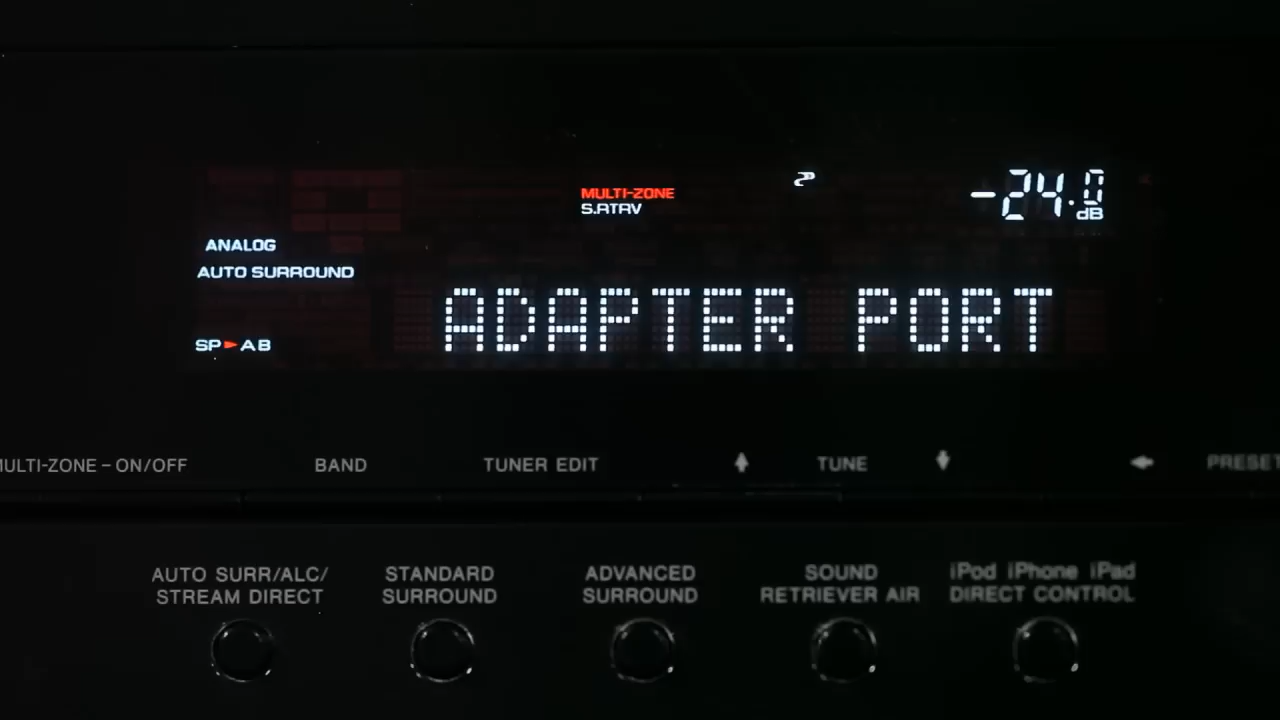 MULTI-ZONE
S.RTRV
-24.0 dB
ANALOG
AUTO SURROUND
ADAPTER PORT
SP►AB
MULTI-ZONE – ON/OFF BAND TUNER EDIT TUNE PRESET
AUTO SURR/ALC/
STREAM DIRECT
STANDARD
SURROUND
ADVANCED
SURROUND
SOUND
RETRIEVER AIR
iPod iPhone iPad
DIRECT CONTROL